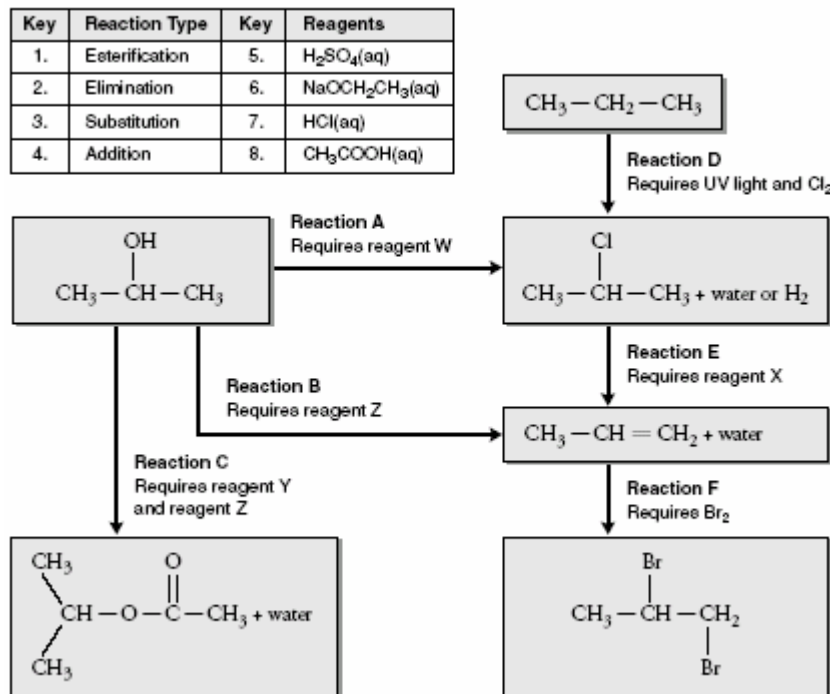 Key Reaction Type Key Reagents
1. Esterification 5. H₂SO₄(aq)
2. Elimination 6. NaOCH₂CH₃(aq)
3. Substitution 7. HCl(aq)
4. Addition 8. CH₃COOH(aq)
CH₃—CH₂—CH₃
Reaction D
Requires UV light and Cl₂
Reaction A
Requires reagent W
OH
CH₃—CH—CH₃
Cl
CH₃—CH—CH₃ + water or H₂
Reaction E
Requires reagent X
Reaction B
Requires reagent Z
CH₃—CH=CH₂ + water
Reaction C
Requires reagent Y
and reagent Z
Reaction F
Requires Br₂
CH₃ O
CH—O—C—CH₃ + water
CH₃
Br
CH₃—CH—CH₂
Br